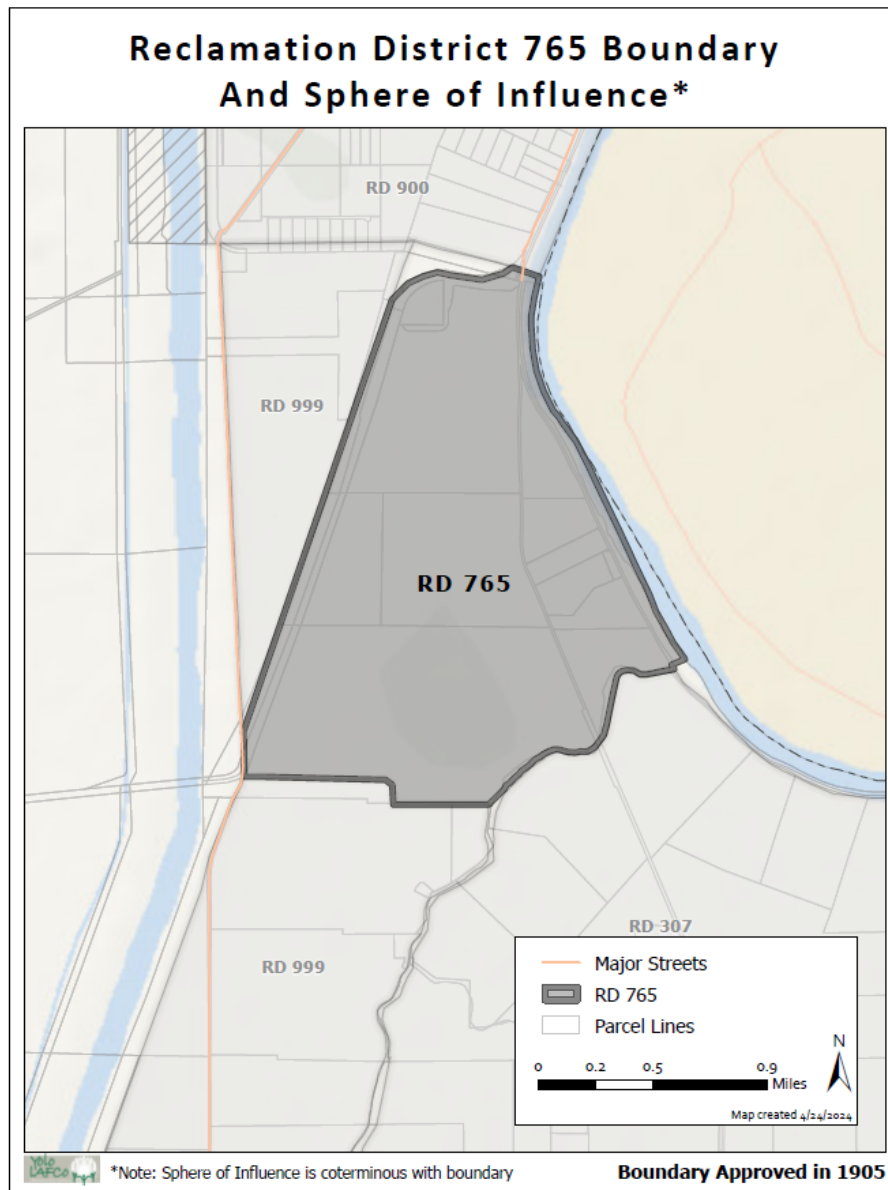 Reclamation District 765 Boundary
And Sphere of Influence*
RD 900
RD 999
RD 765
RD 307
RD 999
Major Streets
RD 765
Parcel Lines
N
0 0.2 0.5 0.9
Miles
Map created 4/24/2024
YOLO
LAFCO
*Note: Sphere of Influence is coterminous with boundary
Boundary Approved in 1905